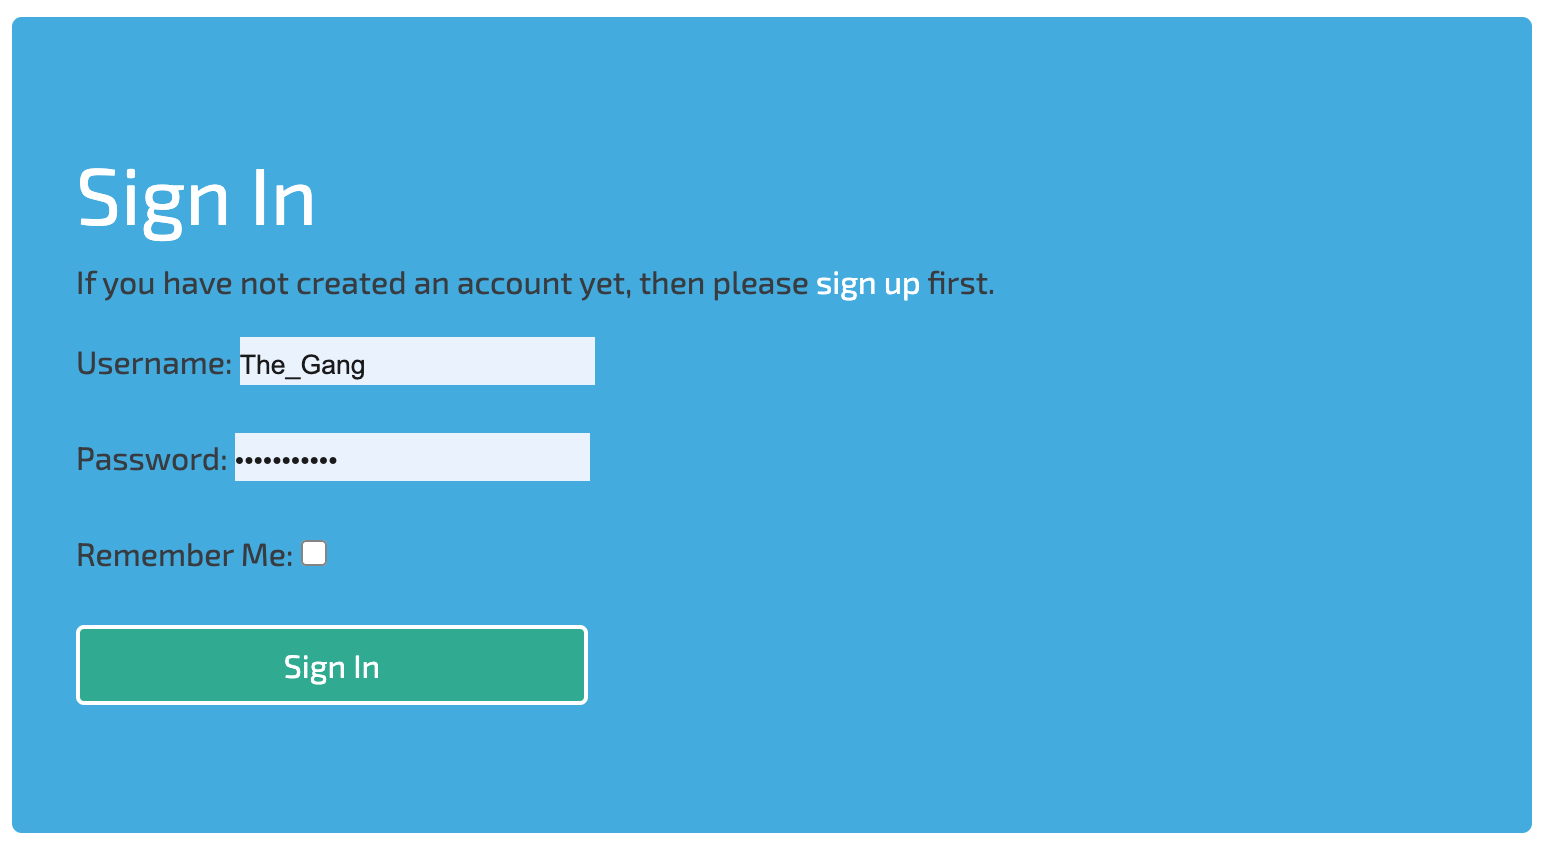 Sign In
If you have not created an account yet, then please sign up first.
Username: The_Gang
Password: •••••••••••
Remember Me:
Sign In